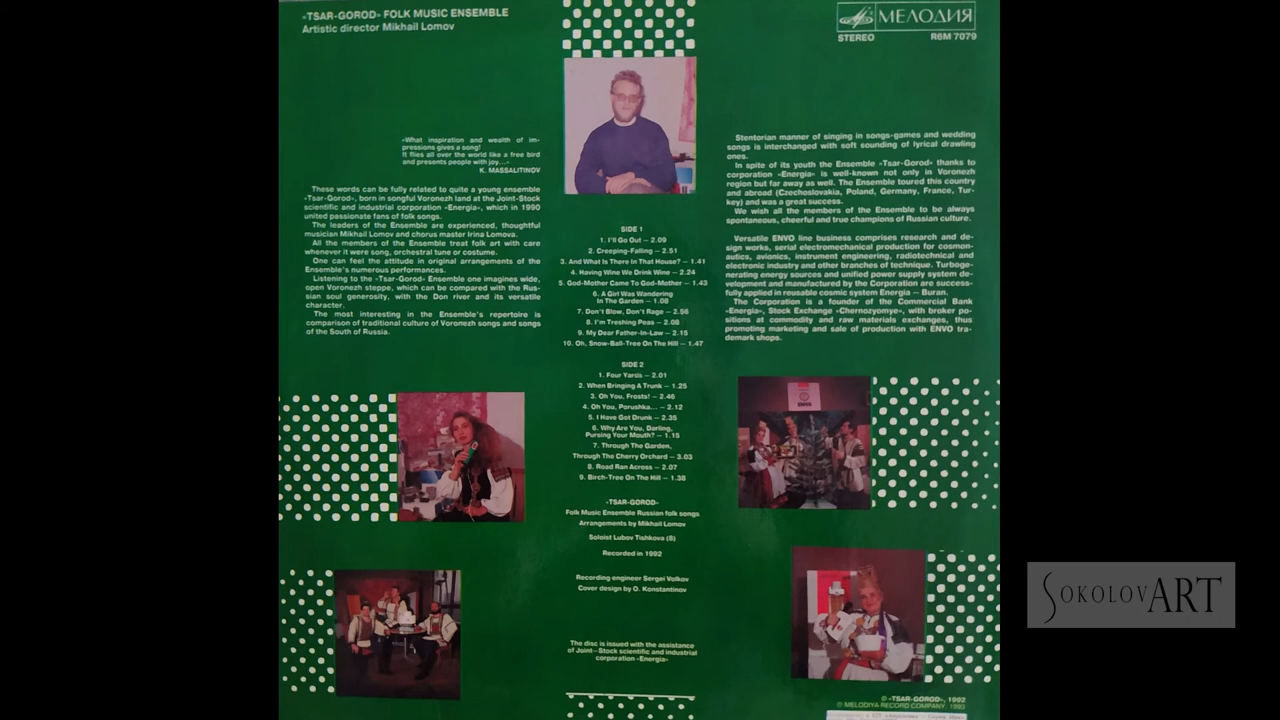 «TSAR-GOROD» FOLK MUSIC ENSEMBLE
Artistic director Mikhail Lomov
МЕЛОДИЯ
STEREO R6M 7079
«What inspiration and wealth of im-
pressions gives a song!
It flies all over the world like a free bird
and presents people with joy...»
K. MASSALITINOV
These words can be fully related to quite a young ensemble
«Tsar-Gorod», born in songful Voronezh land at the Joint-Stock
scientific and industrial corporation «Energia», which in 1990
united passionate fans of folk songs.
The leaders of the Ensemble are experienced, thoughtful
musician Mikhail Lomov and chorus master Irina Lomova.
All the members of the Ensemble treat folk art with care
whenever it were song, orchestral tune or costume.
One can feel the attitude in original arrangements of the
Ensemble's numerous performances.
Listening to the «Tsar-Gorod» Ensemble one imagines wide,
open Voronezh steppe, which can be compared with the Rus-
sian soul generosity, with the Don river and its versatile
character.
The most interesting in the Ensemble's repertoire is
comparison of traditional culture of Voronezh songs and songs
of the South of Russia.
SIDE 1
1. I'll Go Out – 2.09
2. Creeping-Falling – 2.51
3. And What Is There In That House? – 1.41
4. Having Wine We Drink Wine – 2.24
5. God-Mother Came To God-Mother – 1.43
6. A Girl Was Wandering
In The Garden – 1.08
7. Don't Blow, Don't Rage – 2.56
8. I'm Treshing Peas – 2.08
9. My Dear Father-In-Law – 2.15
10. Oh, Snow-Ball-Tree On The Hill – 1.47
SIDE 2
1. Four Yards – 2.01
2. When Bringing A Trunk – 1.25
3. Oh You, Frosts! – 2.46
4. Oh You, Porushka... – 2.12
5. I Have Got Drunk – 2.35
6. Why Are You, Darling,
Pursing Your Mouth? – 1.15
7. Through The Garden,
Through The Cherry Orchard – 3.03
8. Road Ran Across – 2.07
9. Birch-Tree On The Hill – 1.38
«TSAR-GOROD»
Folk Music Ensemble Russian folk songs
Arrangements by Mikhail Lomov
Soloist Lubov Tishkova (8)
Recorded in 1992
Recording engineer Sergei Volkov
Cover design by O. Konstantinov
The disc is issued with the assistance
of Joint–Stock scientific and industrial
corporation «Energia»
Stentorian manner of singing in songs-games and wedding
songs is interchanged with soft sounding of lyrical drawling
ones.
In spite of its youth the Ensemble «Tsar-Gorod» thanks to
corporation «Energia» is well-known not only in Voronezh
region but far away as well. The Ensemble toured this country
and abroad (Czechoslovakia, Poland, Germany, France, Tur-
key) and was a great success.
We wish all the members of the Ensemble to be always
spontaneous, cheerful and true champions of Russian culture.
Versatile ENVO line business comprises research and de-
sign works, serial electromechanical production for cosmon-
autics, avionics, instrument engineering, radiotechnical and
electronic industry and other branches of technique. Turboge-
nerating energy sources and unified power supply system de-
velopment and manufactured by the Corporation are success-
fully applied in reusable cosmic system Energia – Buran.
The Corporation is a founder of the Commercial Bank
«Energia», Stock Exchange «Chernozyomye», with broker po-
sitions at commodity and raw materials exchanges, thus
promoting marketing and sale of production with ENVO tra-
demark shops.
ENVO
© «TSAR-GOROD», 1992
© MELODIYA RECORD COMPANY, 1993
SOKOLOVART